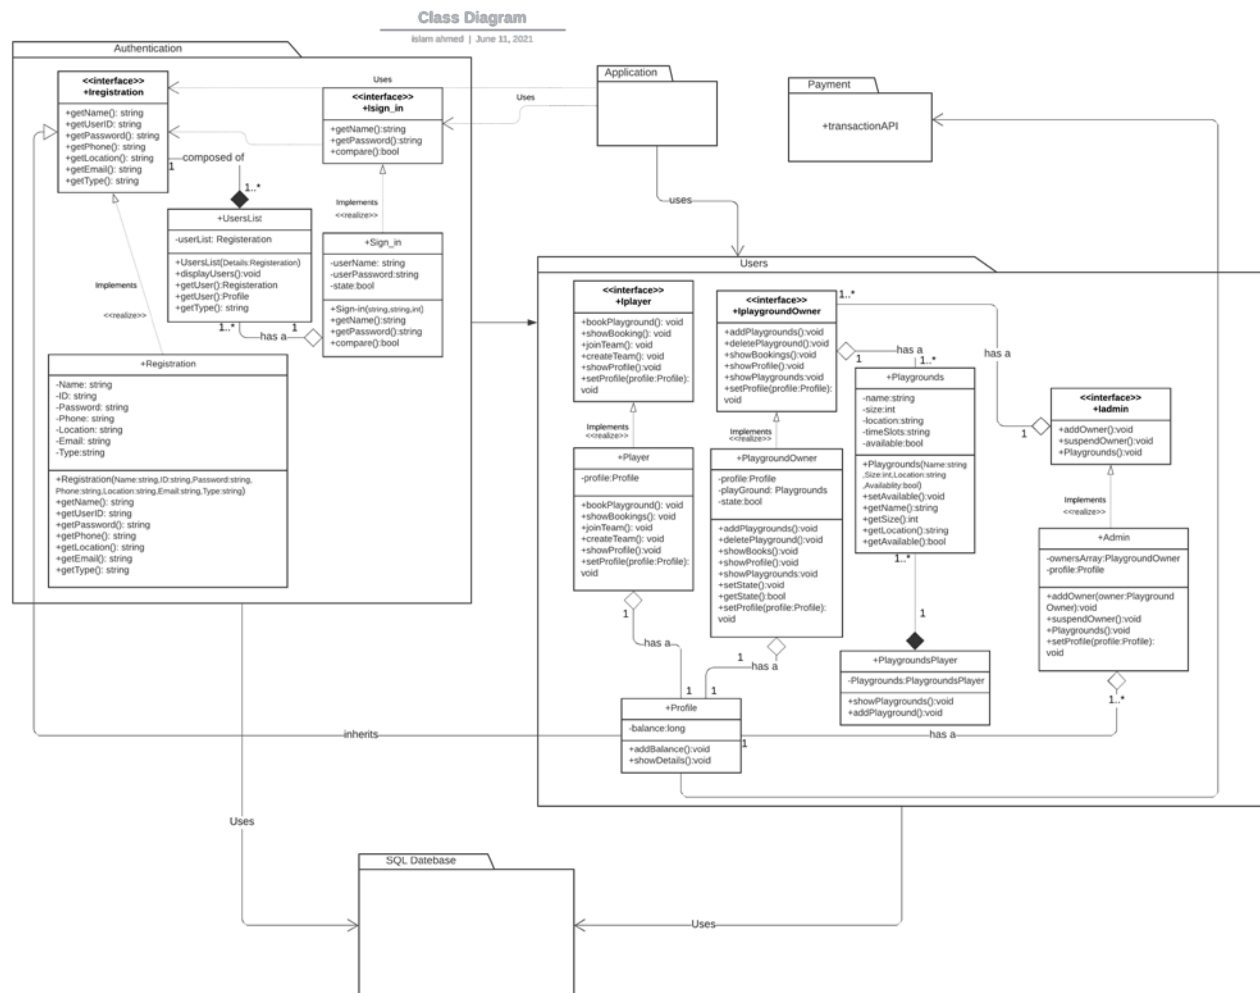 Class Diagram
islam ahmed | June 11, 2021
Authentication
<<interface>>
+Iregistration
+getName(): string
+getUserID: string
+getPassword(): string
+getPhone(): string
+getLocation(): string
+getEmail(): string
+getType(): string
Uses
<<interface>>
+Isign_in
+getName():string
+getPassword():string
+compare():bool
Uses
Application
Payment
+transactionAPI
1
composed of
1..*
+UsersList
-userList: Registeration
+UsersList(Details:Registeration)
+displayUsers():void
+getUser():Registeration
+getUser():Profile
+getType(): string
Implements
<<realize>>
+Sign_in
-userName: string
-userPassword:string
-state:bool
+Sign-in(string,string,int)
+getName():string
+getPassword():string
+compare():bool
1..*
has a
1
Implements
<<realize>>
+Registration
-Name: string
-ID: string
-Password: string
-Phone: string
-Location: string
-Email: string
-Type:string
+Registration(Name:string,ID:string,Password:string,
Phone:string,Location:string,Email:string,Type:string)
+getName(): string
+getUserID: string
+getPassword(): string
+getPhone(): string
+getLocation(): string
+getEmail(): string
+getType(): string
uses
Users
<<interface>>
+Iplayer
+bookPlayground(): void
+showBooking(): void
+joinTeam(): void
+createTeam(): void
+showProfile(): void
+setProfile(profile:Profile):
void
<<interface>>
+IplaygroundOwner
+addPlaygrounds():void
+deletePlayground():void
+showBookings():void
+showProfile():void
+showPlaygrounds:void
+setProfile(profile:Profile):
void
1..*
has a
1
has a
1..*
+Playgrounds
-name:string
-size:int
-location:string
-timeSlots:string
-available:bool
+Playgrounds(Name:string
,Size:int,Location:string
,Availablity:bool)
+setAvailable():void
+getName():string
+getSize():int
+getLocation():string
+getAvailable():bool
<<interface>>
+Iadmin
+addOwner():void
+suspendOwner():void
+Playgrounds():void
1
Implements
<<realize>>
+Player
-profile:Profile
+bookPlayground(): void
+showBookings(): void
+joinTeam(): void
+createTeam(): void
+showProfile(): void
+setProfile(profile:Profile):
void
Implements
<<realize>>
+PlaygroundOwner
-profile:Profile
-playGround: Playgrounds
-state:bool
+addPlaygrounds():void
+deletePlayground():void
+showBooks():void
+showProfile():void
+showPlaygrounds:void
+setState():void
+getState():bool
+setProfile(profile:Profile):
void
Implements
<<realize>>
+Admin
-ownersArray:PlaygroundOwner
-profile:Profile
+addOwner(owner:Playground
Owner):void
+suspendOwner():void
+Playgrounds():void
+setProfile(profile:Profile):
void
1..*
1
+PlaygroundsPlayer
-Playgrounds:PlaygroundsPlayer
+showPlaygrounds():void
+addPlayground():void
1
has a
1
1
has a
1
+Profile
-balance:long
+addBalance():void
+showDetails():void
1
has a
1..*
inherits
Uses
SQL Datebase
Uses